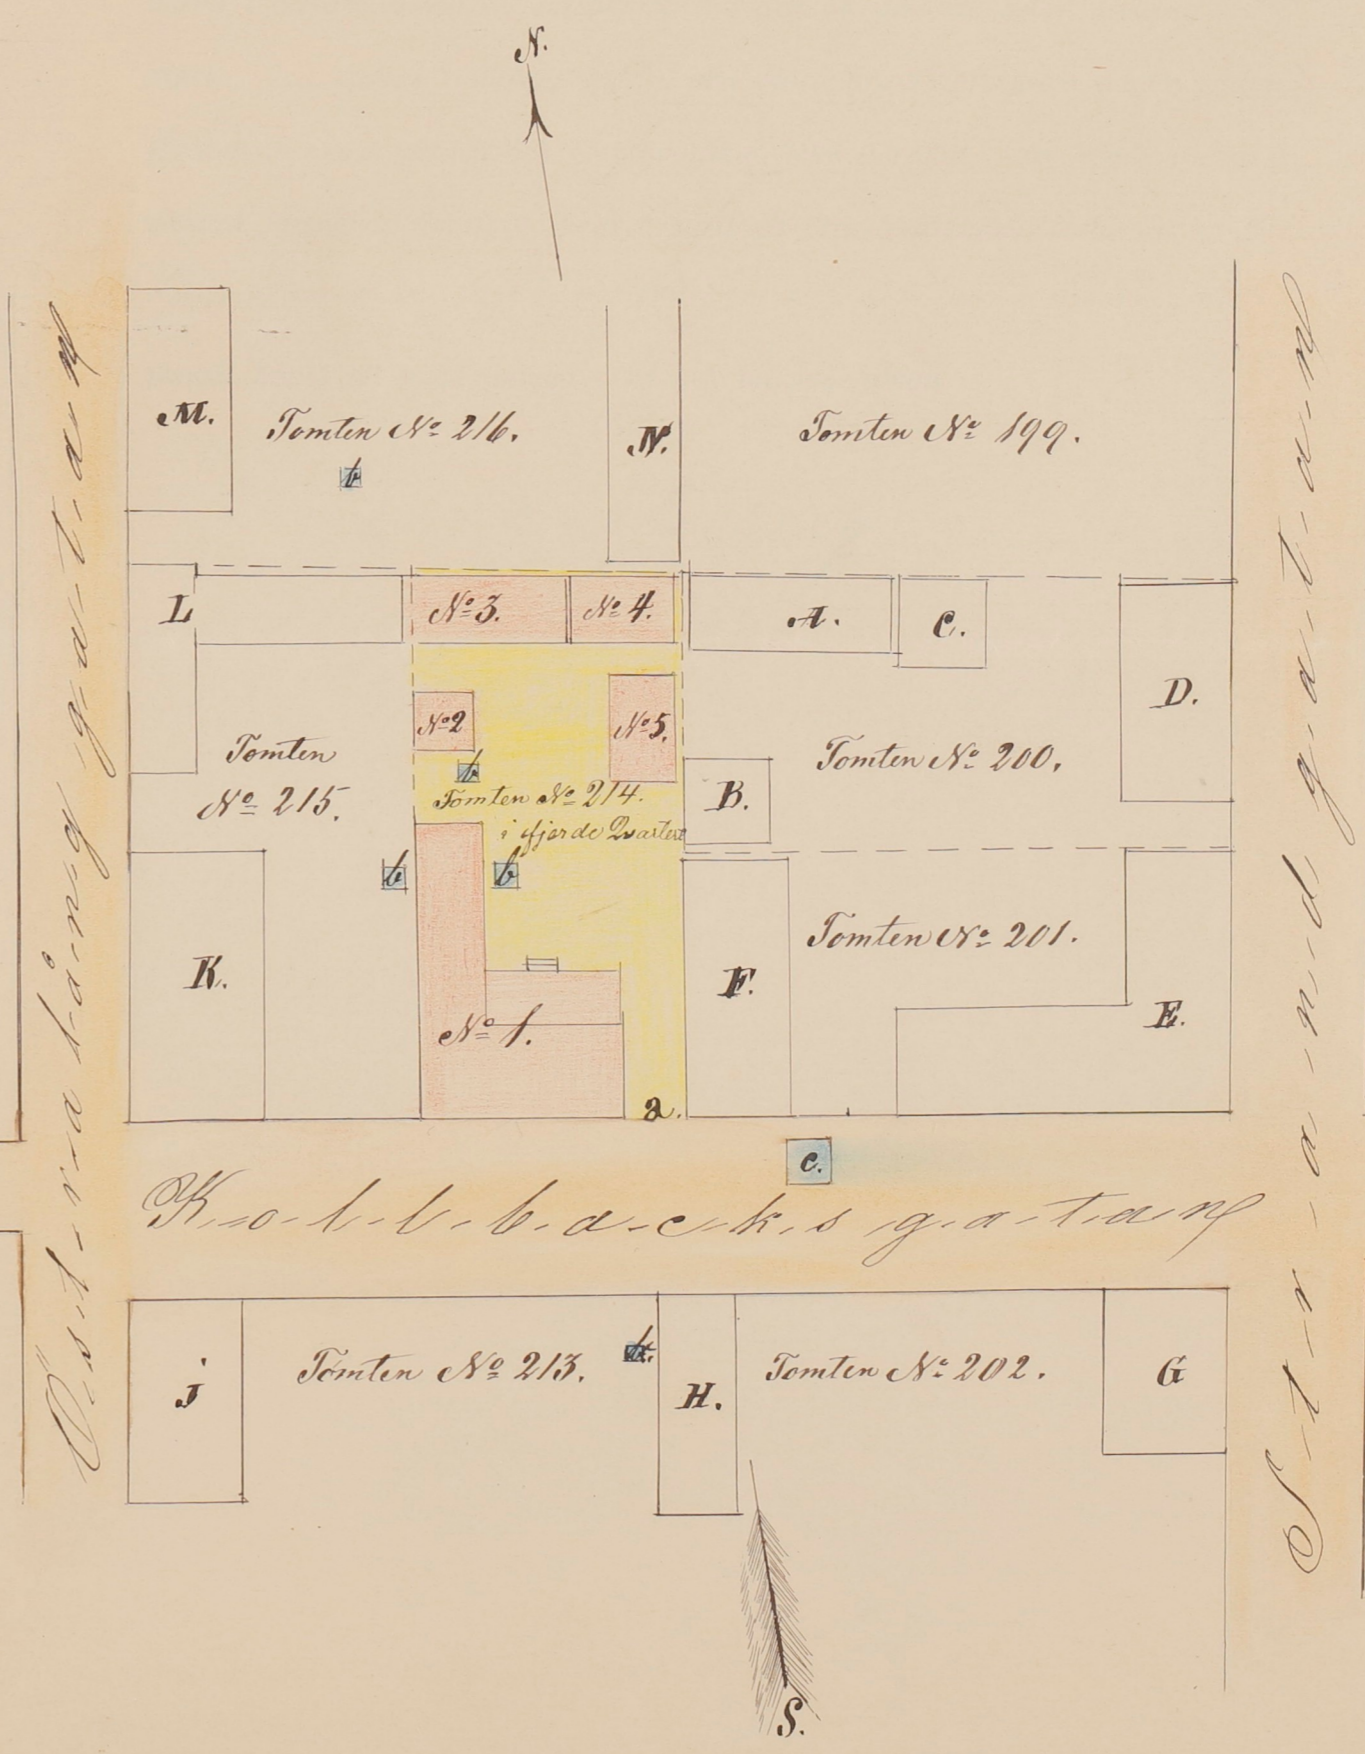 N.
M.
Tomten No 216.
N.
Tomten No 199.
b
L
No 3.
No 4.
A.
C.
D.
No 2
No 5.
Tomten
No 215.
b
Tomten No 214.
i fjerde Qvarteret
B.
Tomten No 200.
b
b
Tomten No 201.
K.
F.
E.
No 1.
a.
c.
Kollbacksgatan
Östra långgatan
Strandgatan
J
Tomten No 213.
b.
H.
Tomten No 202.
G
S.